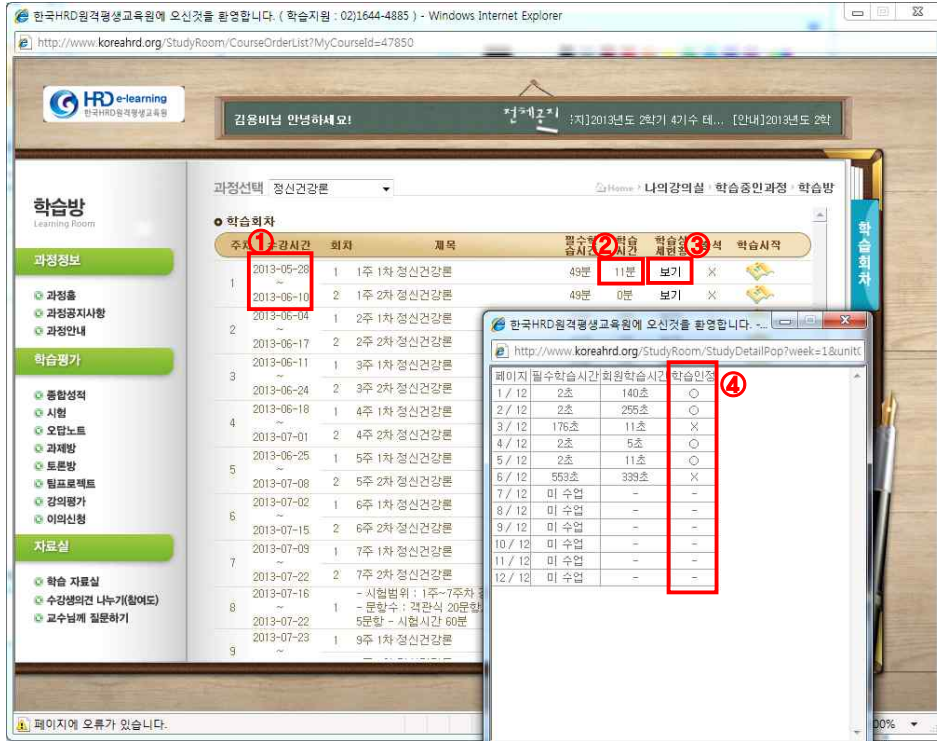 한국HRD원격평생교육원에 오신것을 환영합니다. ( 학습지원 : 02)1644-4885 ) - Windows Internet Explorer
http://www.koreahrd.org/StudyRoom/CourseOrderList?MyCourseId=47850
HRD e-learning
한국HRD원격평생교육원
김용비님 안녕하세요!
전체공지
:지]2013년도 2학기 4기수 테... [안내]2013년도 2학
학습방
Learning Room
과정선택 정신건강론
Home > 나의강의실 > 학습중인과정 > 학습방
학습회차
학습회차
① ② ③
주차 수강시간 회차 제목 학습시작
1 2013-05-28 ~ 2013-06-10
1 1주 1차 정신건강론 49분 11분 보기 X
2 1주 2차 정신건강론 49분 0분 보기 X
2 2013-06-04 ~ 2013-06-17
1 2주 1차 정신건강론
2 2주 2차 정신건강론
3 2013-06-11 ~ 2013-06-24
1 3주 1차 정신건강론
2 3주 2차 정신건강론
4 2013-06-18 ~ 2013-07-01
1 4주 1차 정신건강론
2 4주 2차 정신건강론
5 2013-06-25 ~ 2013-07-08
1 5주 1차 정신건강론
2 5주 2차 정신건강론
6 2013-07-02 ~ 2013-07-15
1 6주 1차 정신건강론
2 6주 2차 정신건강론
7 2013-07-09 ~ 2013-07-22
1 7주 1차 정신건강론
2 7주 2차 정신건강론
8 2013-07-16 ~ 2013-07-22
1 - 시험범위 : 1주~7주차
- 문항수 : 객관식 20문항
5문항 - 시험시간 60분
9 2013-07-23 ~
1 9주 1차 정신건강론
과정정보
과정홈
과정공지사항
과정안내
학습평가
종합성적
시험
오답노트
과제방
토론방
팀프로젝트
강의평가
이의신청
자료실
학습 자료실
수강생의견 나누기(참여도)
교수님께 질문하기
한국HRD원격평생교육원에 오신것을 환영합니다. -...
http://www.koreahrd.org/StudyRoom/StudyDetailPop?week=1&unit
④
페이지 필수학습시간 회원학습시간 학습인정
1 / 12 2초 140초 ○
2 / 12 2초 255초 ○
3 / 12 176초 11초 X
4 / 12 2초 5초 ○
5 / 12 2초 11초 ○
6 / 12 553초 339초 X
7 / 12 미 수업 - -
8 / 12 미 수업 - -
9 / 12 미 수업 - -
10 / 12 미 수업 - -
11 / 12 미 수업 - -
12 / 12 미 수업 - -
페이지에 오류가 있습니다.
00%